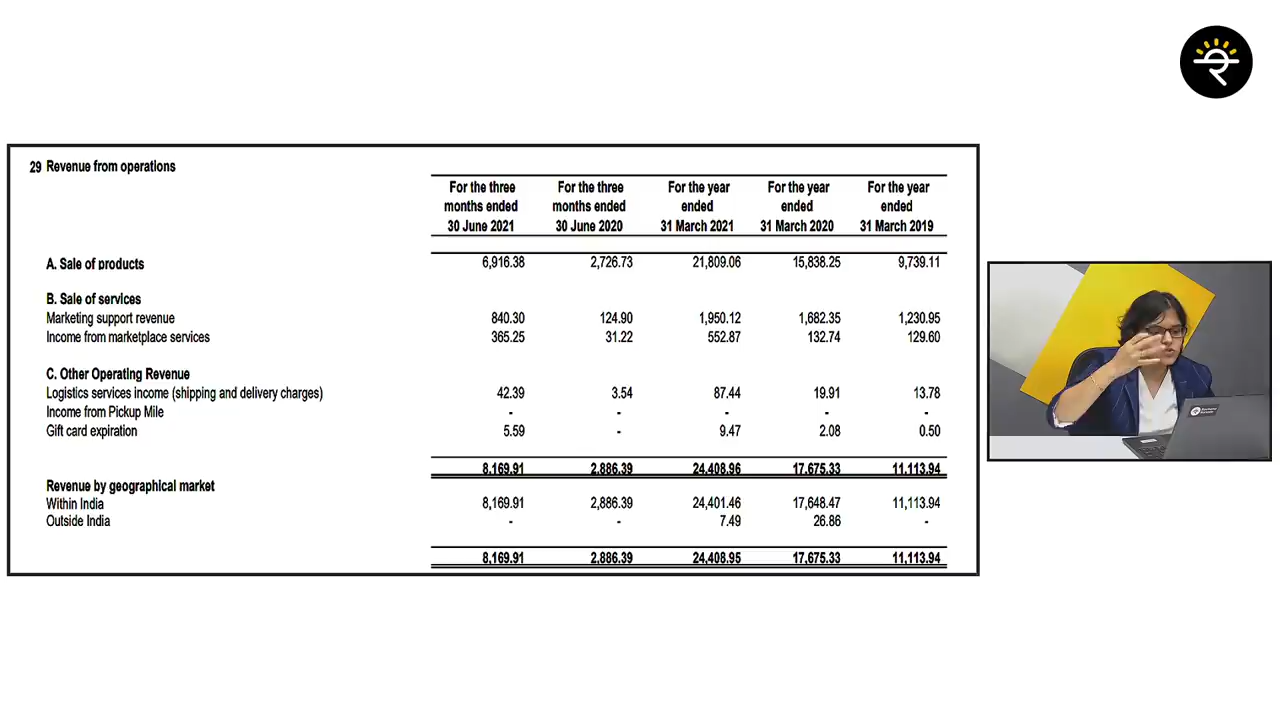 29 Revenue from operations
For the three months ended 30 June 2021 For the three months ended 30 June 2020 For the year ended 31 March 2021 For the year ended 31 March 2020 For the year ended 31 March 2019
A. Sale of products 6,916.38 2,726.73 21,809.06 15,838.25 9,739.11
B. Sale of services
Marketing support revenue 840.30 124.90 1,950.12 1,682.35 1,230.95
Income from marketplace services 365.25 31.22 552.87 132.74 129.60
C. Other Operating Revenue
Logistics services income (shipping and delivery charges) 42.39 3.54 87.44 19.91 13.78
Income from Pickup Mile - - - - -
Gift card expiration 5.59 - 9.47 2.08 0.50
8,169.91 2,886.39 24,408.96 17,675.33 11,113.94
Revenue by geographical market
Within India 8,169.91 2,886.39 24,401.46 17,648.47 11,113.94
Outside India - - 7.49 26.86 -
8,169.91 2,886.39 24,408.95 17,675.33 11,113.94